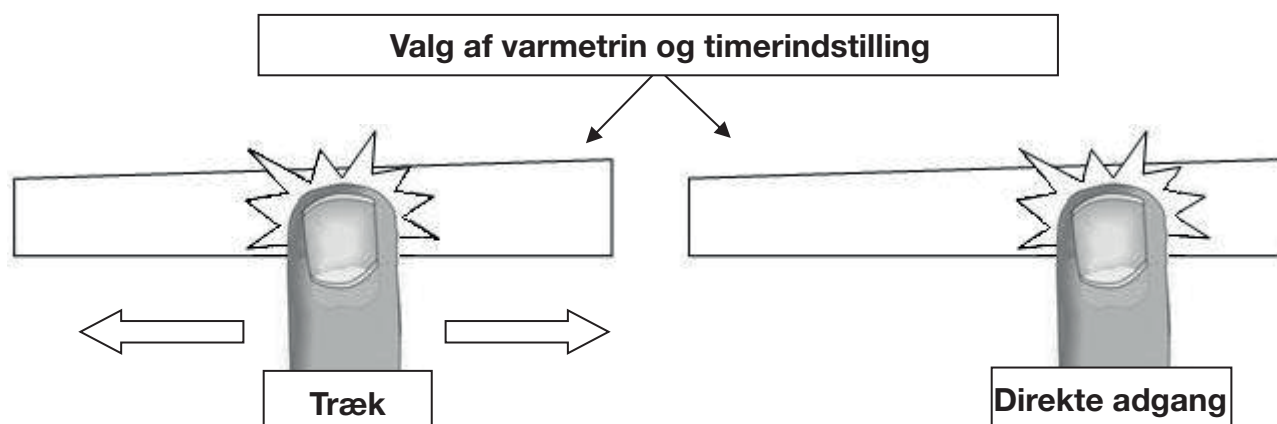 Valg af varmetrin og timerindstilling
Træk
Direkte adgang